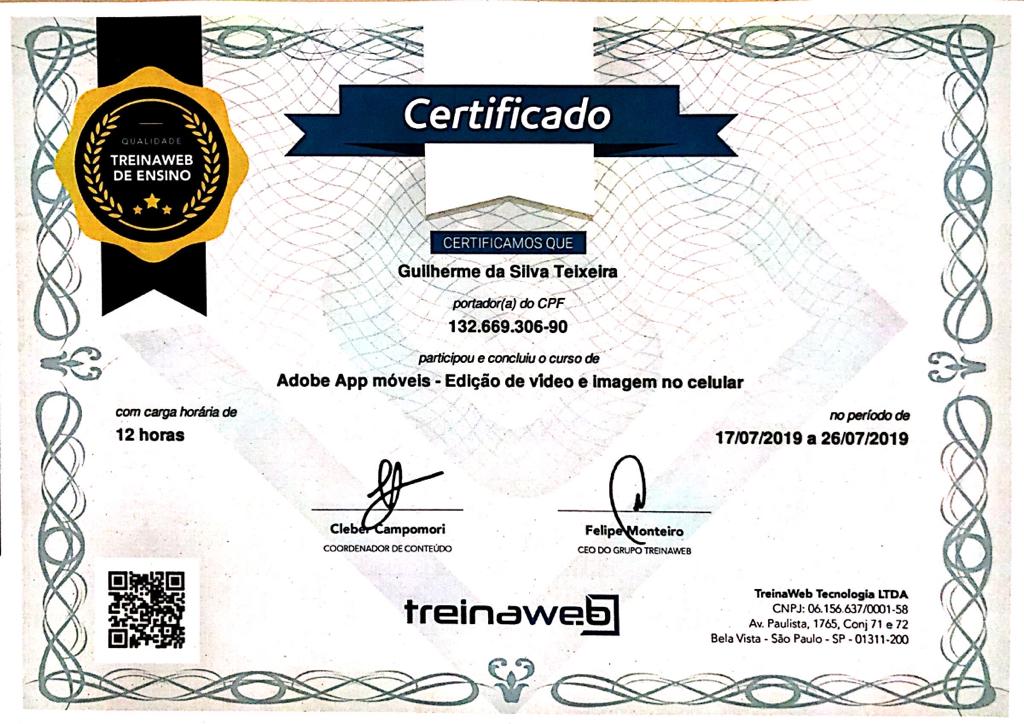 Certificado
QUALIDADE
TREINAWEB
DE ENSINO
CERTIFICAMOS QUE
Guilherme da Silva Teixeira
portador(a) do CPF
132.669.306-90
participou e concluiu o curso de
Adobe App móveis - Edição de video e imagem no celular
com carga horária de
12 horas
no período de
17/07/2019 a 26/07/2019
Cleber Campomori
COORDENADOR DE CONTEÚDO
Felipe Monteiro
CEO DO GRUPO TREINAWEB
treinaweb
TreinaWeb Tecnologia LTDA
CNPJ: 06.156.637/0001-58
Av. Paulista, 1765, Conj 71 e 72
Bela Vista - São Paulo - SP - 01311-200